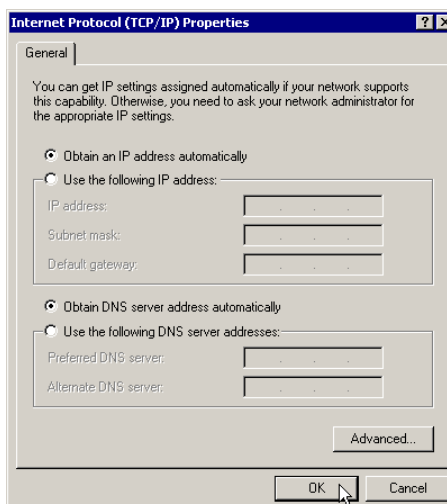 Internet Protocol (TCP/IP) Properties
General
You can get IP settings assigned automatically if your network supports
this capability. Otherwise, you need to ask your network administrator for
the appropriate IP settings.
Obtain an IP address automatically
Use the following IP address:
IP address:
Subnet mask:
Default gateway:
Obtain DNS server address automatically
Use the following DNS server addresses:
Preferred DNS server:
Alternate DNS server:
Advanced...
OK
Cancel